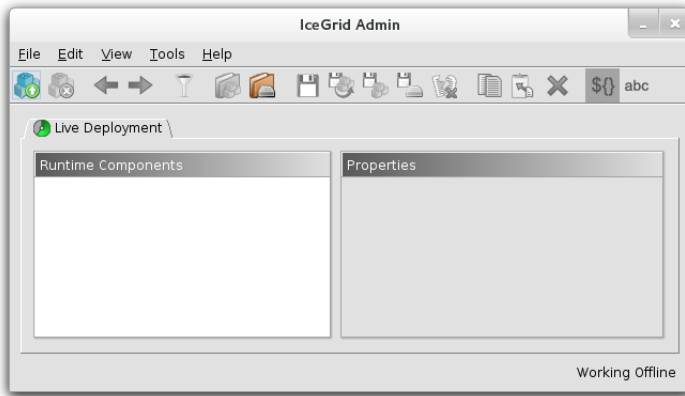 IceGrid Admin
File Edit View Tools Help
${} abc
Live Deployment
Runtime Components
Properties
Working Offline